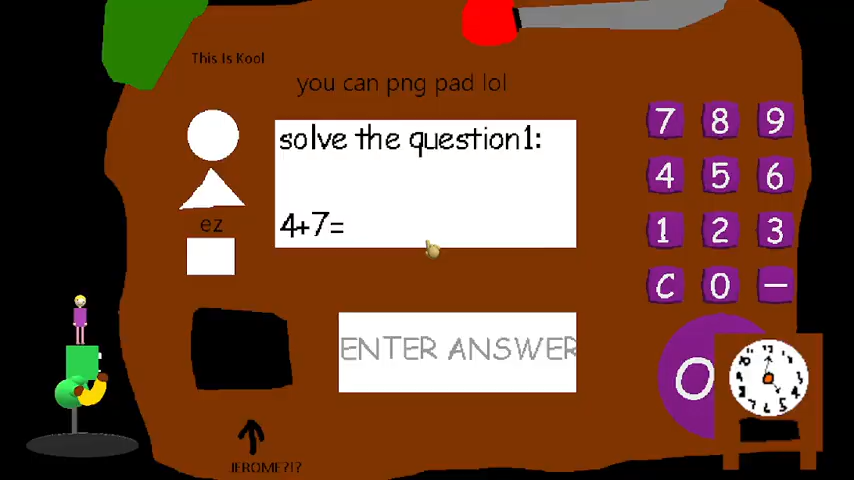 This Is Kool
you can png pad lol
solve the question1:
4+7=
ez
ENTER ANSWER
JEROME?!?
7 8 9
4 5 6
1 2 3
C 0 —
O